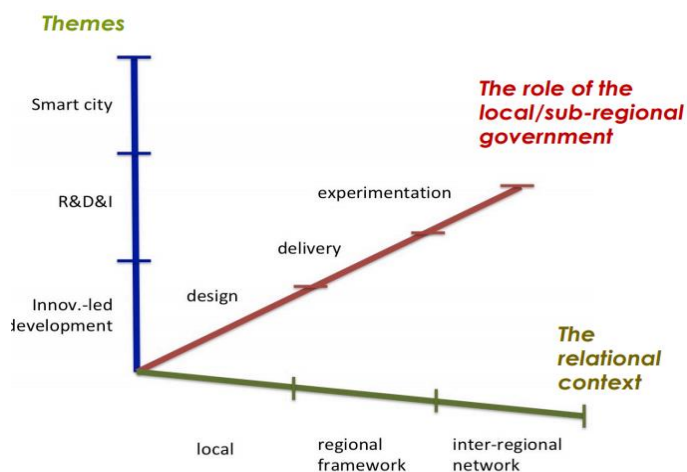 Themes
Smart city
R&D&I
Innov.-led
development
The role of the
local/sub-regional
government
experimentation
delivery
design
The
relational
context
local
regional
framework
inter-regional
network